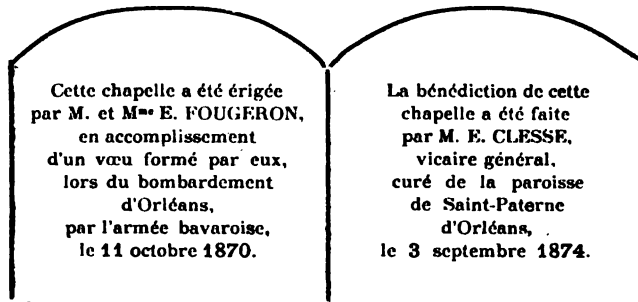 Cette chapelle a été érigée
par M. et Mme E. FOUGERON,
en accomplissement
d'un vœu formé par eux,
lors du bombardement
d'Orléans,
par l'armée bavaroise,
le 11 octobre 1870.
La bénédiction de cette
chapelle a été faite
par M. E. CLESSE,
vicaire général,
curé de la paroisse
de Saint-Paterne
d'Orléans,
le 3 septembre 1874.